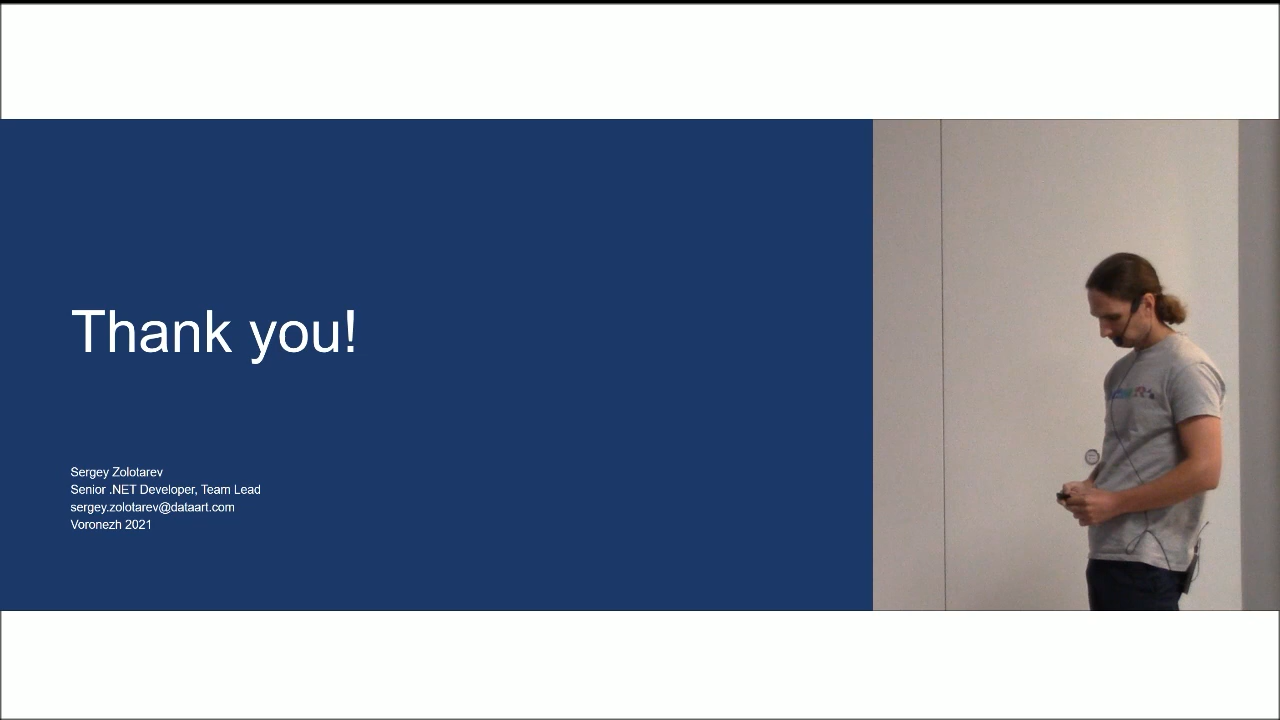 Thank you!
Sergey Zolotarev
Senior .NET Developer, Team Lead
sergey.zolotarev@dataart.com
Voronezh 2021